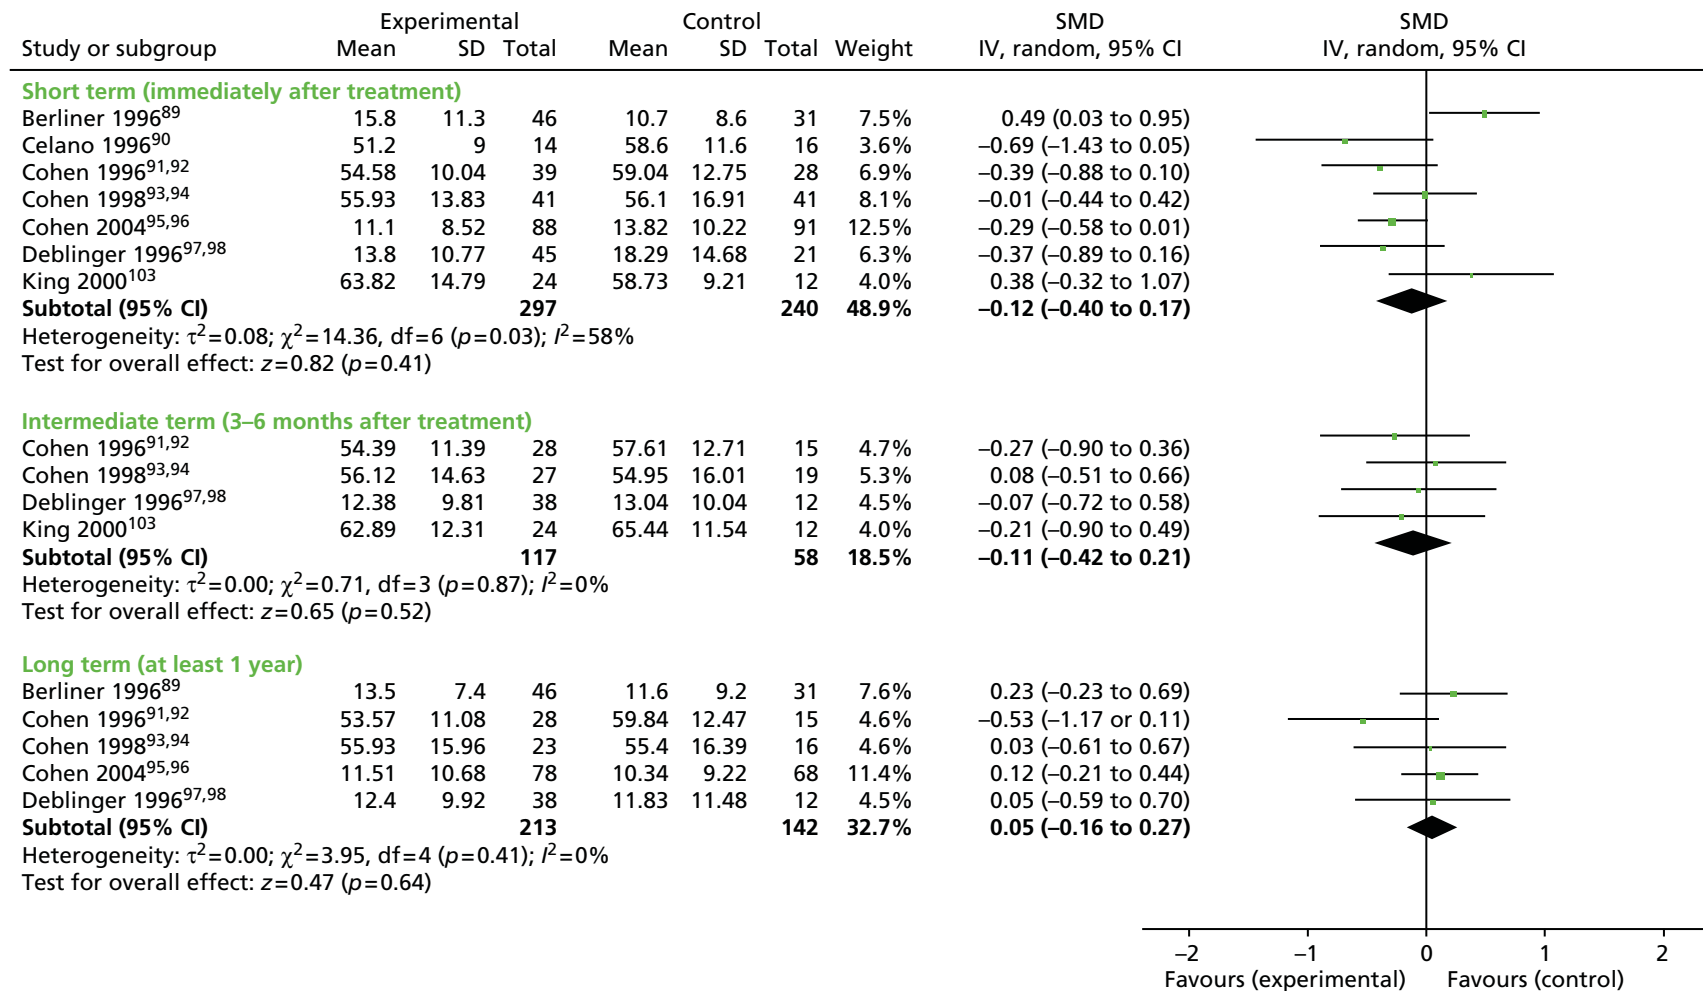 Experimental Control SMD SMD
Study or subgroup Mean SD Total Mean SD Total Weight IV, random, 95% CI IV, random, 95% CI
Short term (immediately after treatment)
Berliner 1996⁸⁹ 15.8 11.3 46 10.7 8.6 31 7.5% 0.49 (0.03 to 0.95)
Celano 1996⁹⁰ 51.2 9 14 58.6 11.6 16 3.6% –0.69 (–1.43 to 0.05)
Cohen 1996⁹¹,⁹² 54.58 10.04 39 59.04 12.75 28 6.9% –0.39 (–0.88 to 0.10)
Cohen 1998⁹³,⁹⁴ 55.93 13.83 41 56.1 16.91 41 8.1% –0.01 (–0.44 to 0.42)
Cohen 2004⁹⁵,⁹⁶ 11.1 8.52 88 13.82 10.22 91 12.5% –0.29 (–0.58 to 0.01)
Deblinger 1996⁹⁷,⁹⁸ 13.8 10.77 45 18.29 14.68 21 6.3% –0.37 (–0.89 to 0.16)
King 2000¹⁰³ 63.82 14.79 24 58.73 9.21 12 4.0% 0.38 (–0.32 to 1.07)
Subtotal (95% CI) 297 240 48.9% –0.12 (–0.40 to 0.17)
Heterogeneity: τ²=0.08; χ²=14.36, df=6 (p=0.03); I²=58%
Test for overall effect: z=0.82 (p=0.41)
Intermediate term (3–6 months after treatment)
Cohen 1996⁹¹,⁹² 54.39 11.39 28 57.61 12.71 15 4.7% –0.27 (–0.90 to 0.36)
Cohen 1998⁹³,⁹⁴ 56.12 14.63 27 54.95 16.01 19 5.3% 0.08 (–0.51 to 0.66)
Deblinger 1996⁹⁷,⁹⁸ 12.38 9.81 38 13.04 10.04 12 4.5% –0.07 (–0.72 to 0.58)
King 2000¹⁰³ 62.89 12.31 24 65.44 11.54 12 4.0% –0.21 (–0.90 to 0.49)
Subtotal (95% CI) 117 58 18.5% –0.11 (–0.42 to 0.21)
Heterogeneity: τ²=0.00; χ²=0.71, df=3 (p=0.87); I²=0%
Test for overall effect: z=0.65 (p=0.52)
Long term (at least 1 year)
Berliner 1996⁸⁹ 13.5 7.4 46 11.6 9.2 31 7.6% 0.23 (–0.23 to 0.69)
Cohen 1996⁹¹,⁹² 53.57 11.08 28 59.84 12.47 15 4.6% –0.53 (–1.17 or 0.11)
Cohen 1998⁹³,⁹⁴ 55.93 15.96 23 55.4 16.39 16 4.6% 0.03 (–0.61 to 0.67)
Cohen 2004⁹⁵,⁹⁶ 11.51 10.68 78 10.34 9.22 68 11.4% 0.12 (–0.21 to 0.44)
Deblinger 1996⁹⁷,⁹⁸ 12.4 9.92 38 11.83 11.48 12 4.5% 0.05 (–0.59 to 0.70)
Subtotal (95% CI) 213 142 32.7% 0.05 (–0.16 to 0.27)
Heterogeneity: τ²=0.00; χ²=3.95, df=4 (p=0.41); I²=0%
Test for overall effect: z=0.47 (p=0.64)
–2 –1 0 1 2
Favours (experimental) Favours (control)